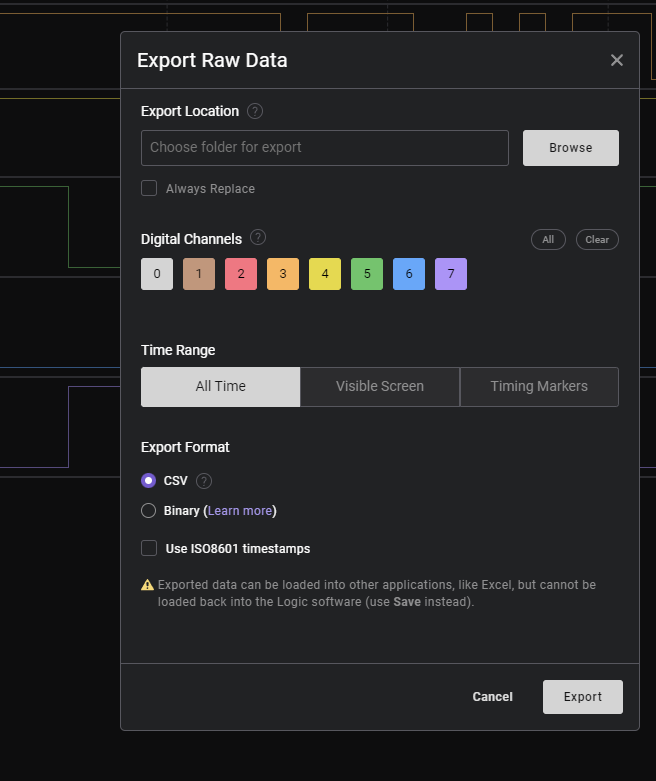 Export Raw Data
Export Location ?
Choose folder for export
Browse
Always Replace
Digital Channels ?
All
Clear
0 1 2 3 4 5 6 7
Time Range
All Time
Visible Screen
Timing Markers
Export Format
CSV ?
Binary (Learn more)
Use ISO8601 timestamps
Exported data can be loaded into other applications, like Excel, but cannot be
loaded back into the Logic software (use Save instead).
Cancel
Export